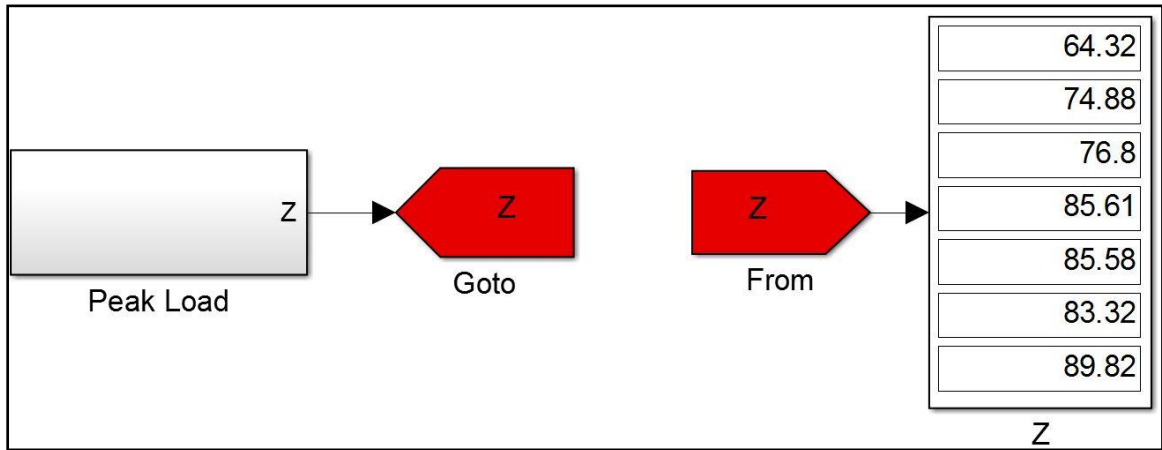 Z
Peak Load
Z
Goto
Z
From
64.32
74.88
76.8
85.61
85.58
83.32
89.82
Z